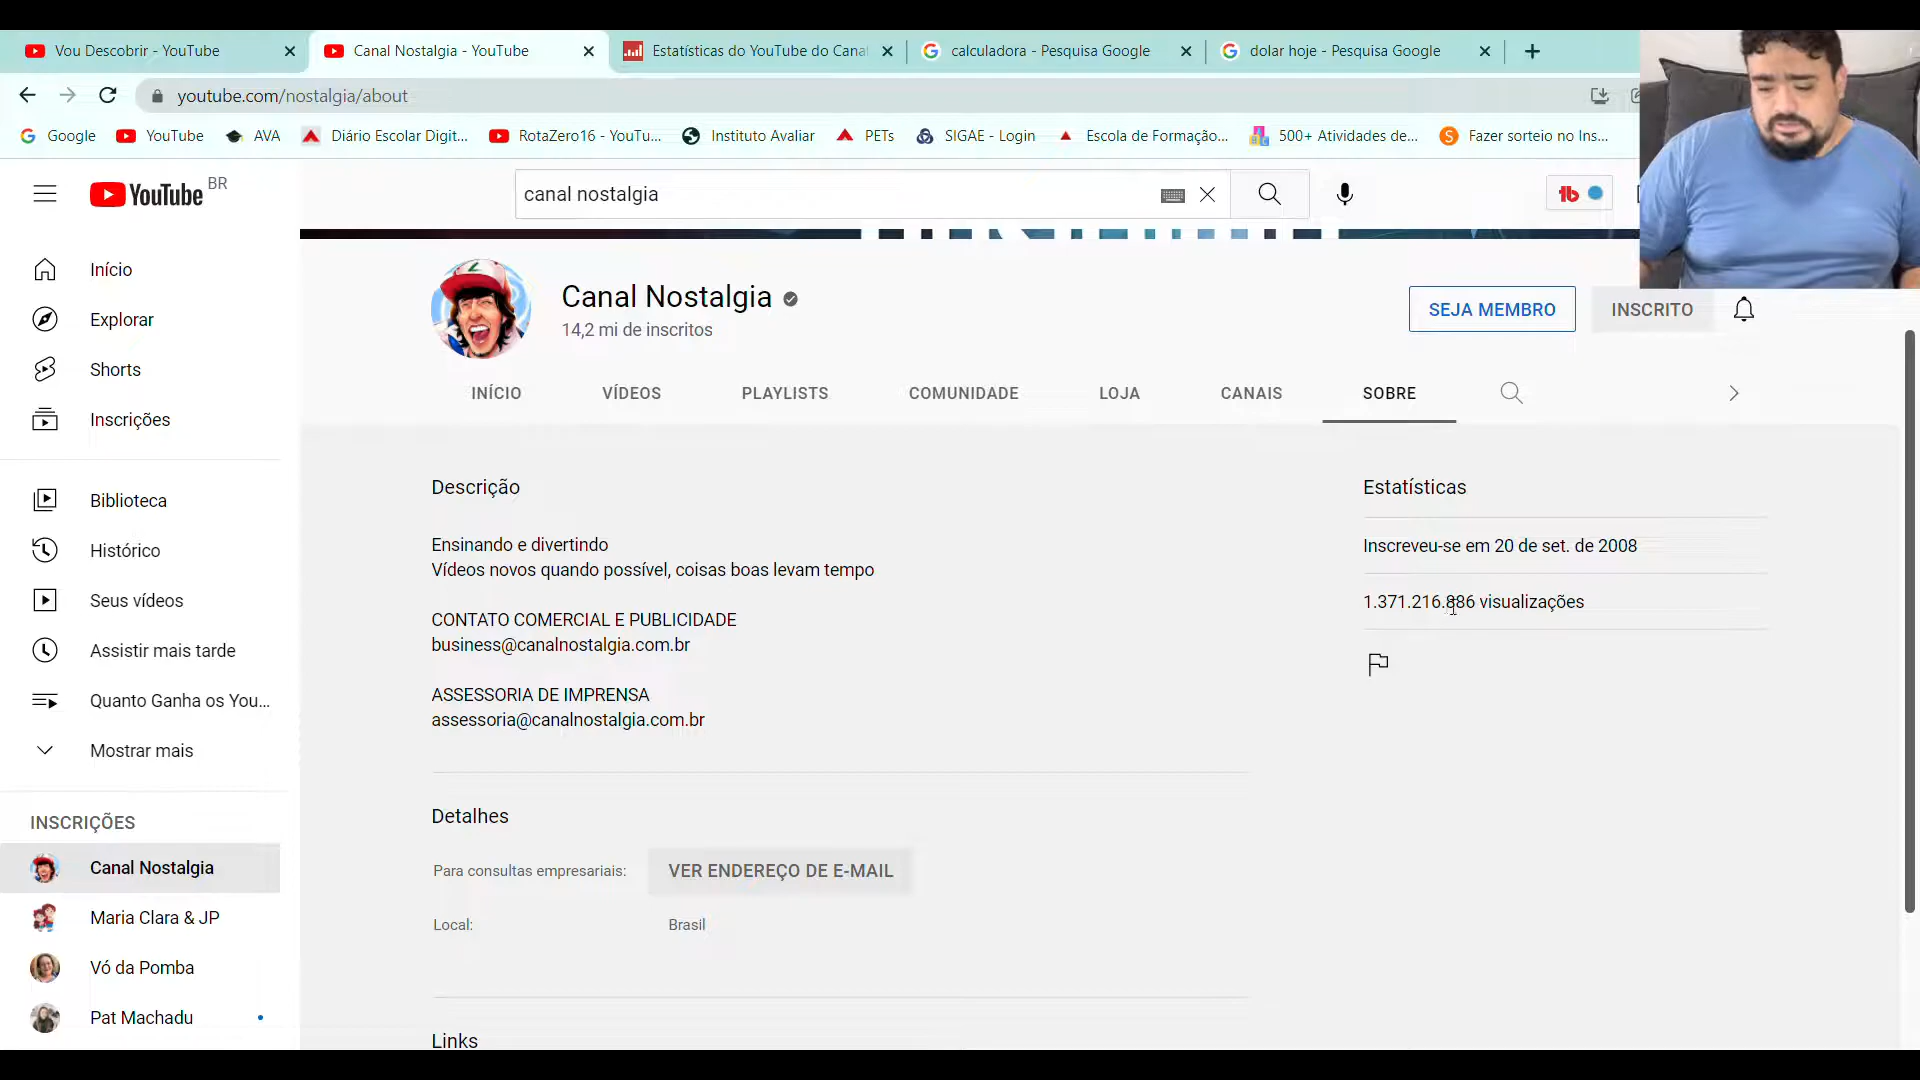 Vou Descobrir - YouTube
Canal Nostalgia - YouTube
Estatísticas do YouTube do Cana
calculadora - Pesquisa Google
dolar hoje - Pesquisa Google
youtube.com/nostalgia/about
Google
YouTube
AVA
Diário Escolar Digit...
RotaZero16 - YouTu...
Instituto Avaliar
PETs
SIGAE - Login
Escola de Formação...
500+ Atividades de...
Fazer sorteio no Ins...
YouTube BR
canal nostalgia
Início
Explorar
Shorts
Inscrições
Biblioteca
Histórico
Seus vídeos
Assistir mais tarde
Quanto Ganha os You...
Mostrar mais
INSCRIÇÕES
Canal Nostalgia
Maria Clara & JP
Vó da Pomba
Pat Machadu
Canal Nostalgia
14,2 mi de inscritos
SEJA MEMBRO
INSCRITO
INÍCIO
VÍDEOS
PLAYLISTS
COMUNIDADE
LOJA
CANAIS
SOBRE
Descrição
Ensinando e divertindo
Vídeos novos quando possível, coisas boas levam tempo
CONTATO COMERCIAL E PUBLICIDADE
business@canalnostalgia.com.br
ASSESSORIA DE IMPRENSA
assessoria@canalnostalgia.com.br
Detalhes
Para consultas empresariais:
VER ENDEREÇO DE E-MAIL
Local:
Brasil
Links
Estatísticas
Inscreveu-se em 20 de set. de 2008
1.371.216.886 visualizações